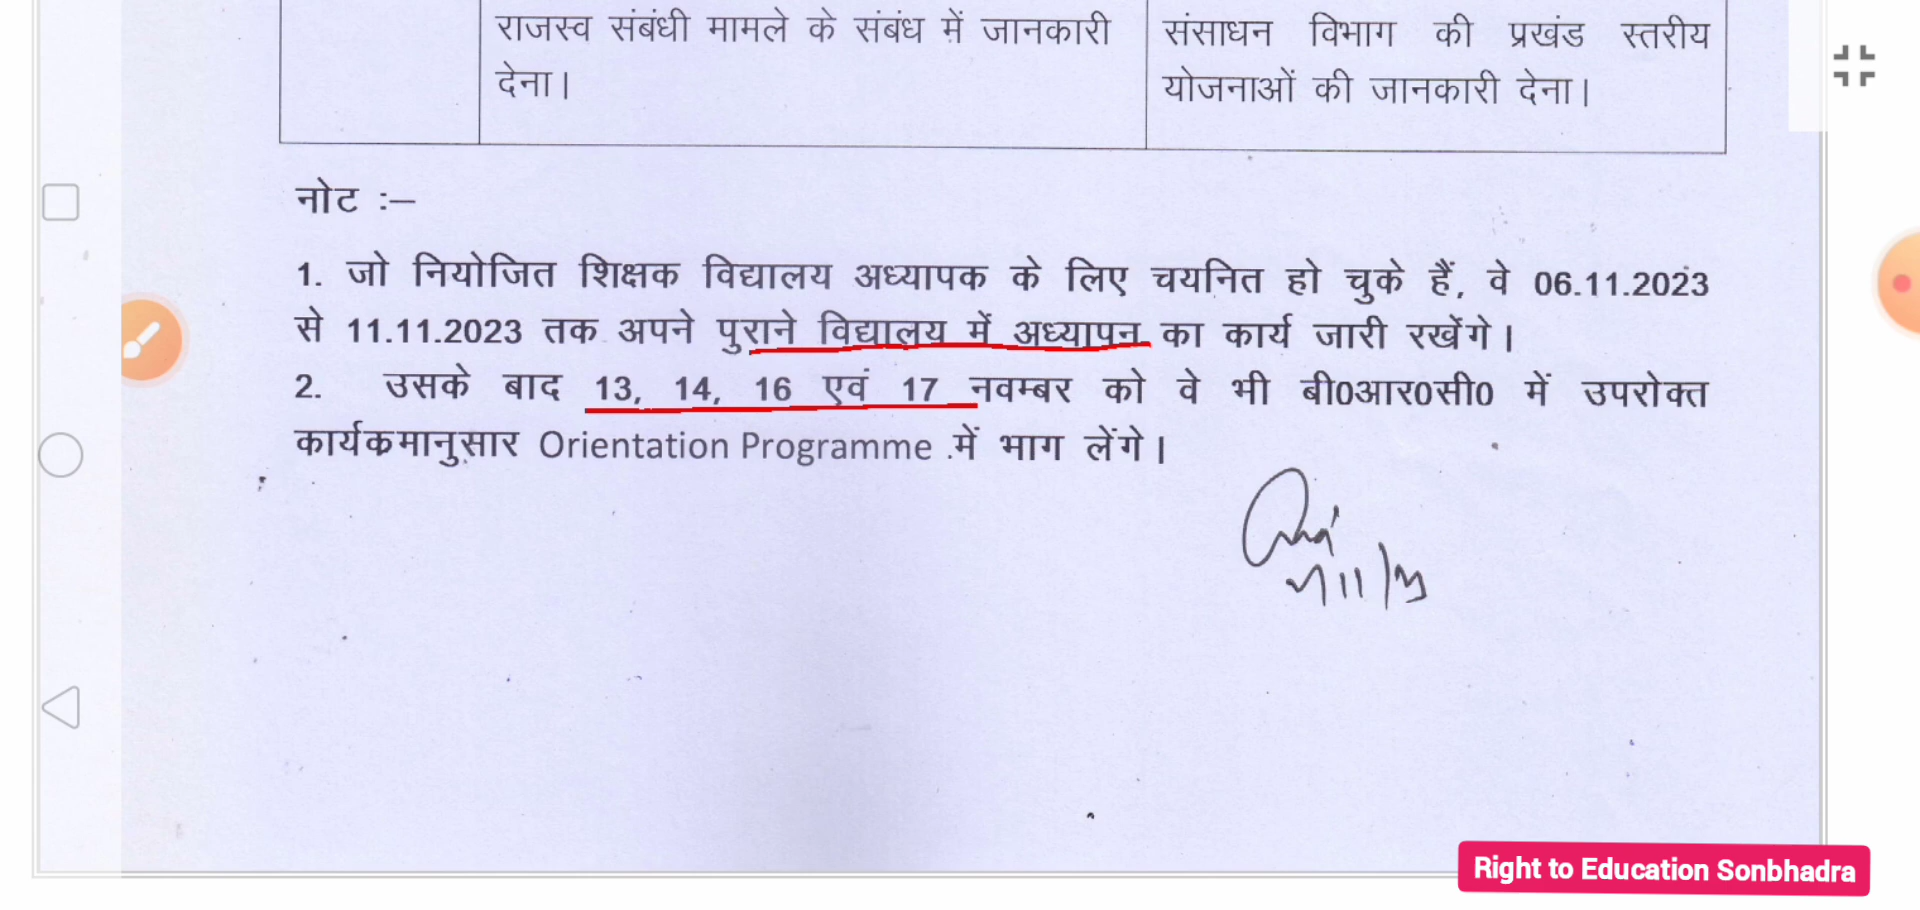 राजस्व संबंधी मामले के संबंध में जानकारी
देना।
संसाधन विभाग की प्रखंड स्तरीय
योजनाओं की जानकारी देना।
नोट :–
1. जो नियोजित शिक्षक विद्यालय अध्यापक के लिए चयनित हो चुके हैं, वे 06.11.2023
से 11.11.2023 तक अपने पुराने विद्यालय में अध्यापन का कार्य जारी रखेंगे।
2. उसके बाद 13, 14, 16 एवं 17 नवम्बर को वे भी बी0आर0सी0 में उपरोक्त
कार्यक्रमानुसार Orientation Programme में भाग लेंगे।
Right to Education Sonbhadra